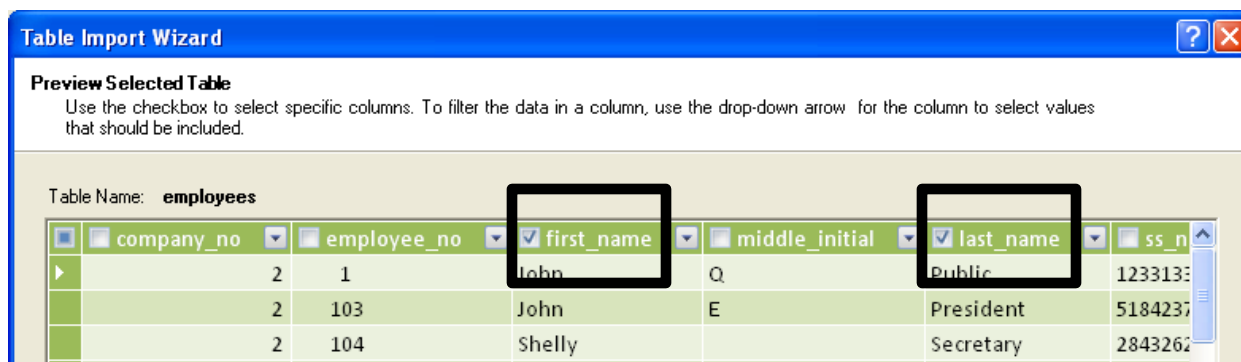 Table Import Wizard
Preview Selected Table
Use the checkbox to select specific columns. To filter the data in a column, use the drop-down arrow for the column to select values
that should be included.
Table Name: employees
company_no employee_no first_name middle_initial last_name ss_n
2 1 John Q Public 1233133
2 103 John E President 5184237
2 104 Shelly Secretary 2843262